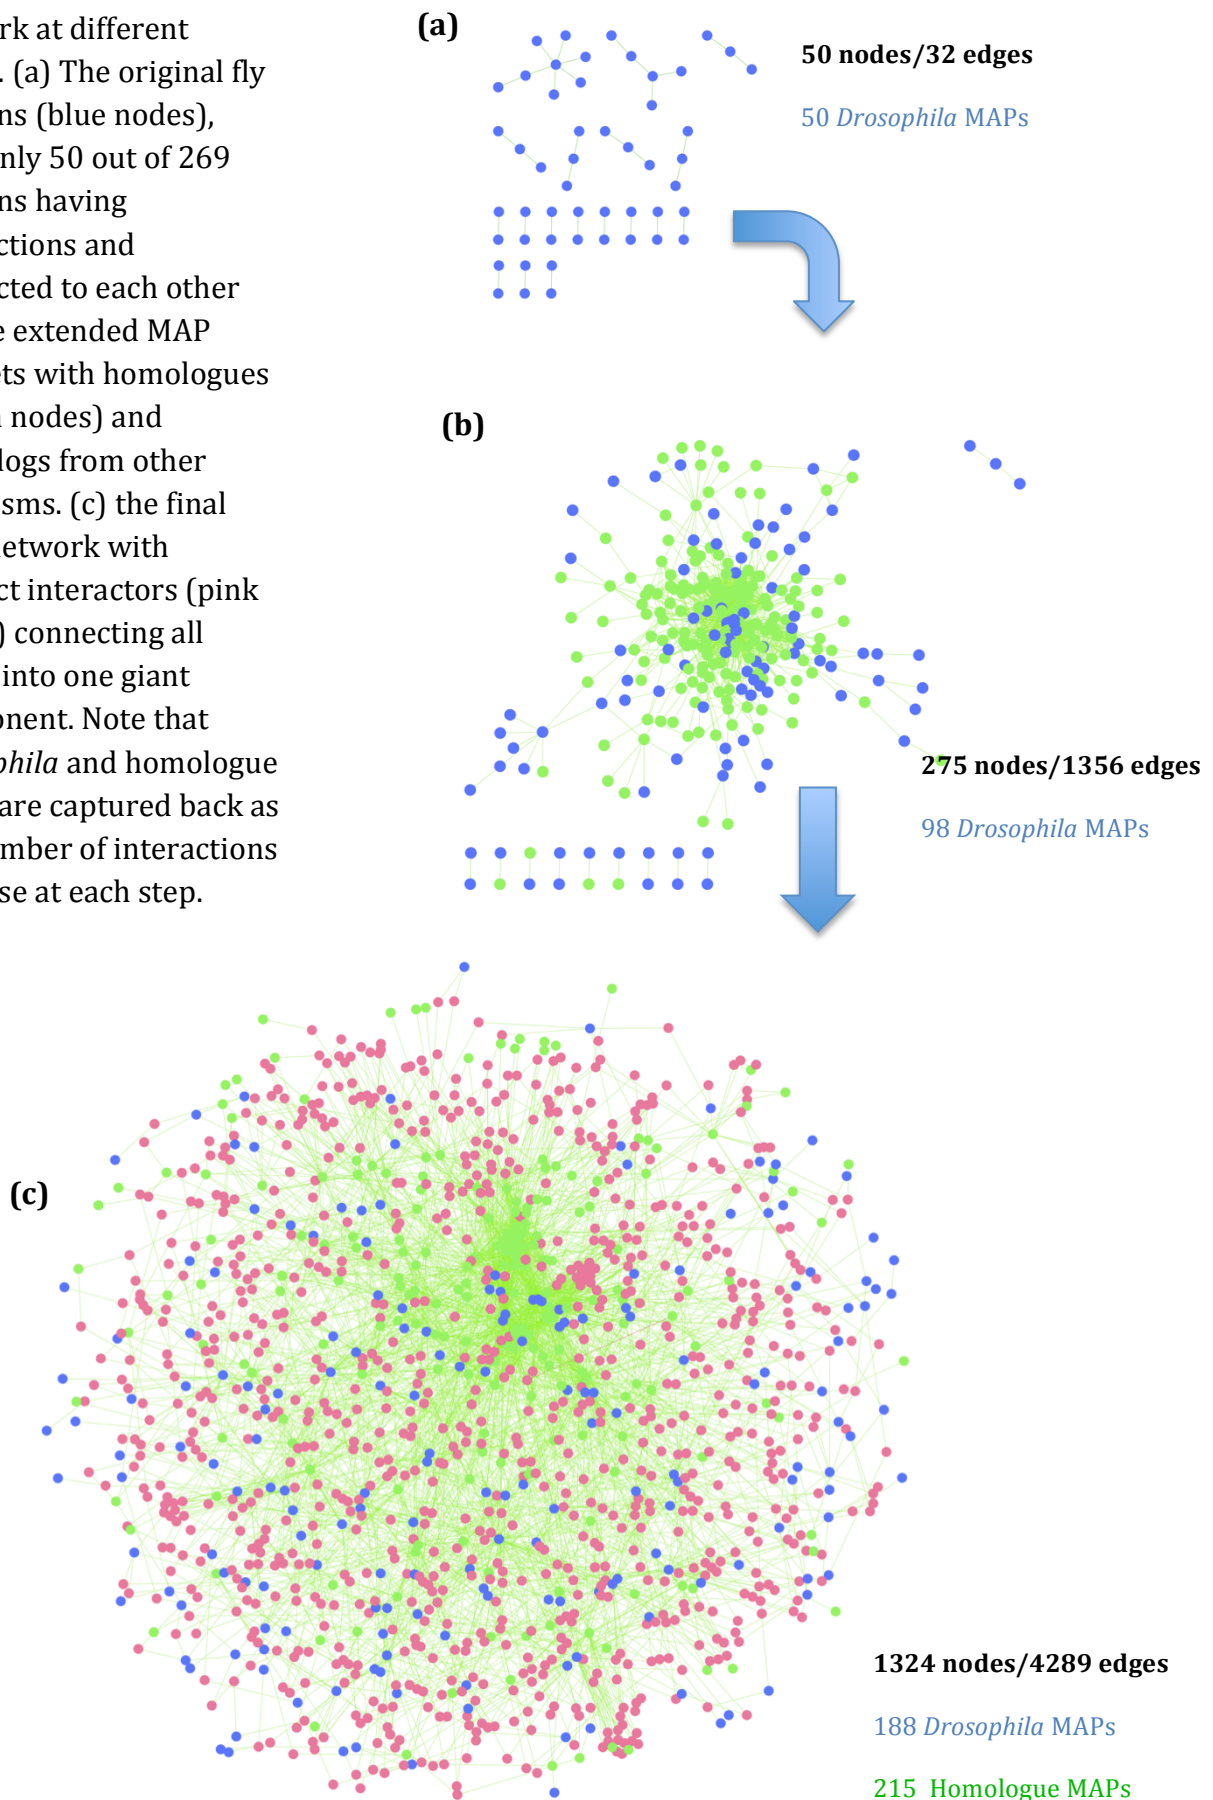 rk at different
. (a) The original fly
ns (blue nodes),
nly 50 out of 269
ns having
ctions and
cted to each other
e extended MAP
ets with homologues
n nodes) and
logs from other
sms. (c) the final
network with
ct interactors (pink
) connecting all
into one giant
onent. Note that
phila and homologue
are captured back as
mber of interactions
se at each step.
(a)
50 nodes/32 edges
50 Drosophila MAPs
(b)
275 nodes/1356 edges
98 Drosophila MAPs
(c)
1324 nodes/4289 edges
188 Drosophila MAPs
215 Homologue MAPs